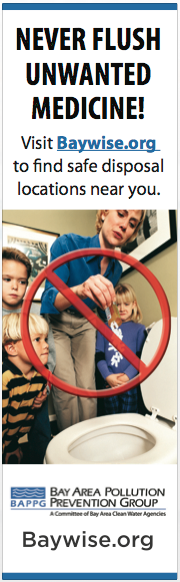 NEVER FLUSH
UNWANTED
MEDICINE!
Visit Baywise.org
to find safe disposal
locations near you.
BAPPG
BAY AREA POLLUTION
PREVENTION GROUP
A Committee of Bay Area Clean Water Agencies
Baywise.org